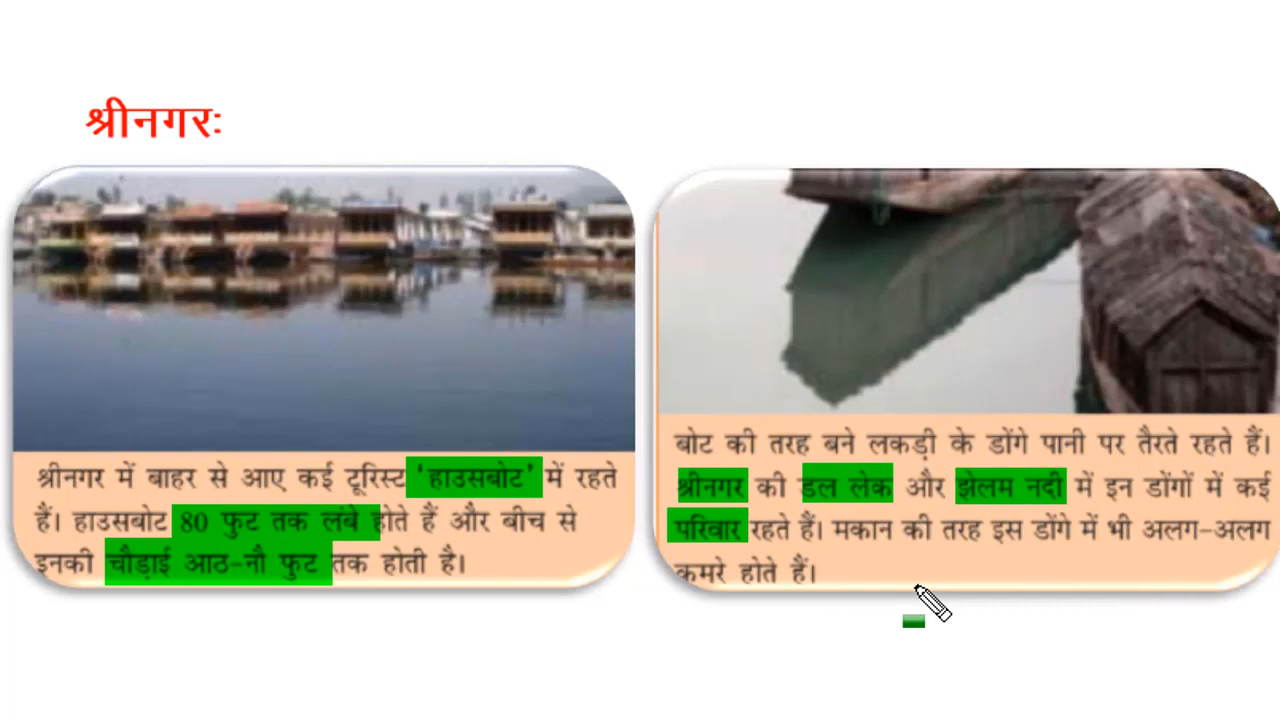 श्रीनगर:
श्रीनगर में बाहर से आए कई टूरिस्ट ‘हाउसबोट’ में रहते
हैं। हाउसबोट 80 फुट तक लंबे होते हैं और बीच से
इनकी चौड़ाई आठ-नौ फुट तक होती है।
बोट की तरह बने लकड़ी के डोंगे पानी पर तैरते रहते हैं।
श्रीनगर की डल लेक और झेलम नदी में इन डोंगों में कई
परिवार रहते हैं। मकान की तरह इस डोंगे में भी अलग-अलग
कमरे होते हैं।